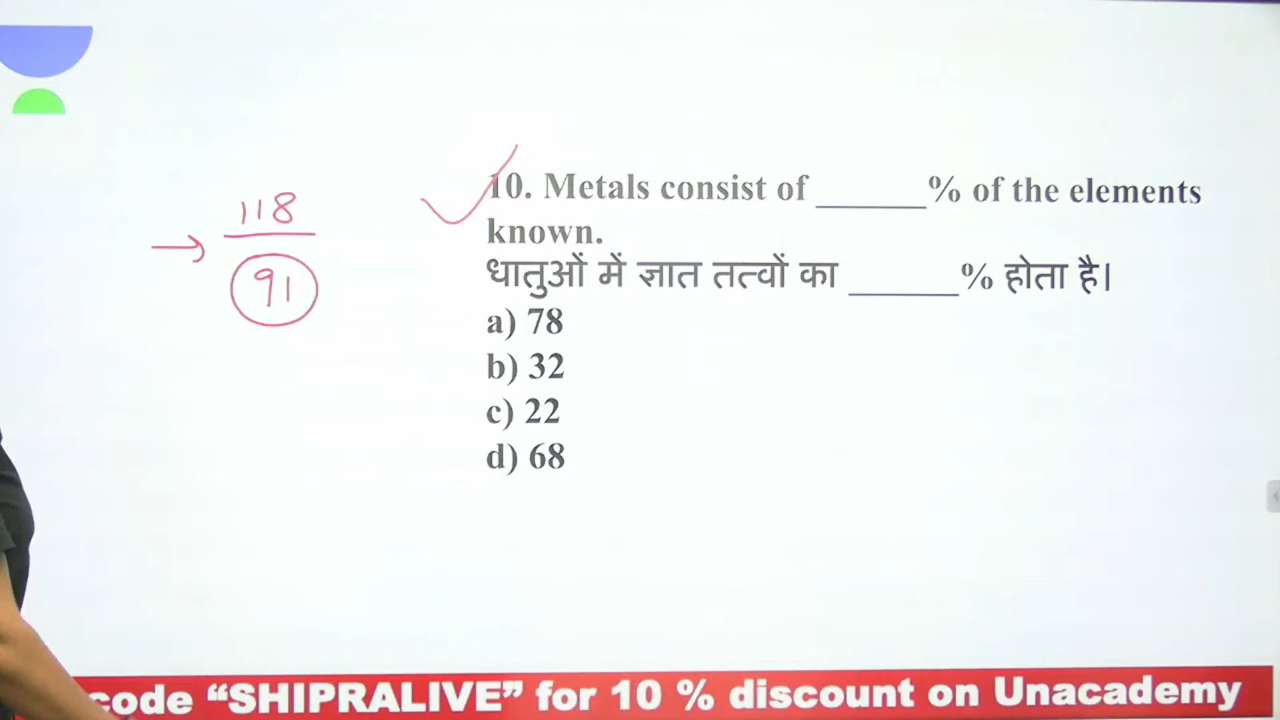 118
→
91
10. Metals consist of ______% of the elements
known.
धातुओं में ज्ञात तत्वों का ______% होता है।
a) 78
b) 32
c) 22
d) 68
code “SHIPRALIVE” for 10 % discount on Unacademy